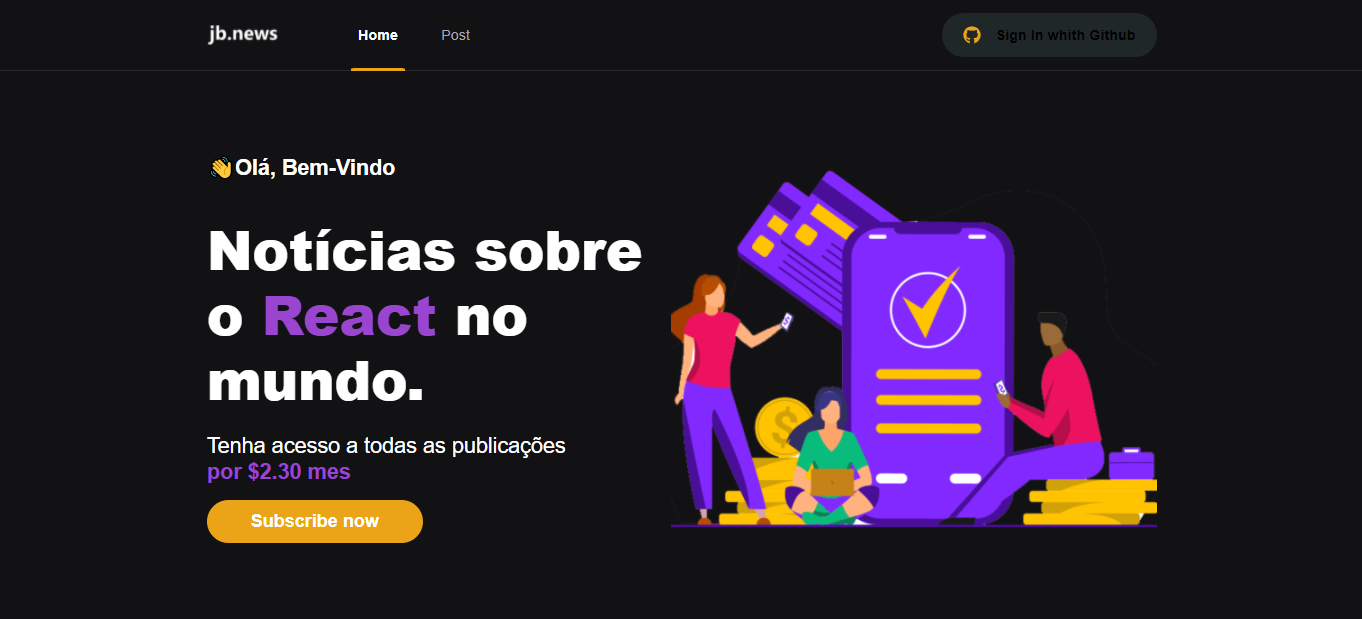 jb.news
Home
Post
Sign In whith Github
👋Olá, Bem-Vindo
Notícias sobre
o React no
mundo.
Tenha acesso a todas as publicações
por $2.30 mes
Subscribe now
$